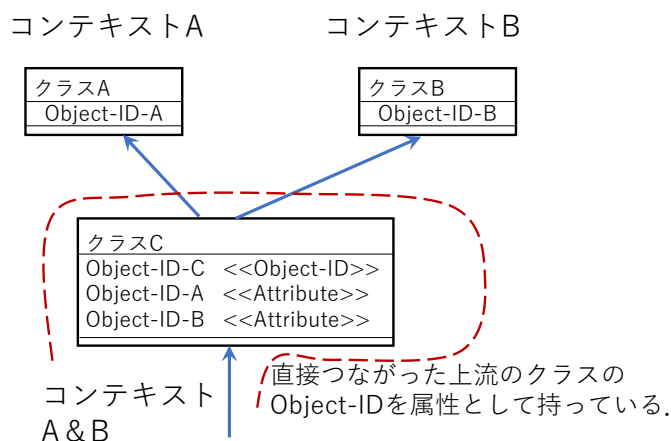 コンテキストA
コンテキストB
クラスA
Object-ID-A
クラスB
Object-ID-B
クラスC
Object-ID-C <<Object-ID>>
Object-ID-A <<Attribute>>
Object-ID-B <<Attribute>>
コンテキスト
A&B
直接つながった上流のクラスの
Object-IDを属性として持っている.